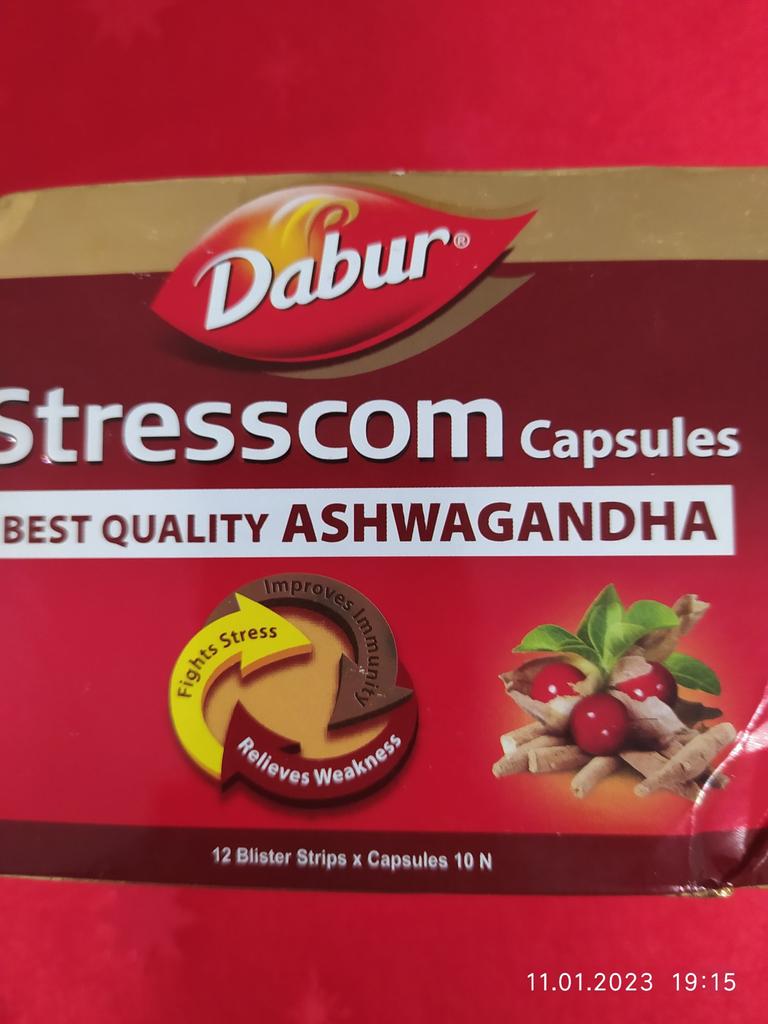 Dabur®
Stresscom Capsules
BEST QUALITY ASHWAGANDHA
Improves Immunity
Fights Stress
Relieves Weakness
12 Blister Strips x Capsules 10 N
11.01.2023 19:15